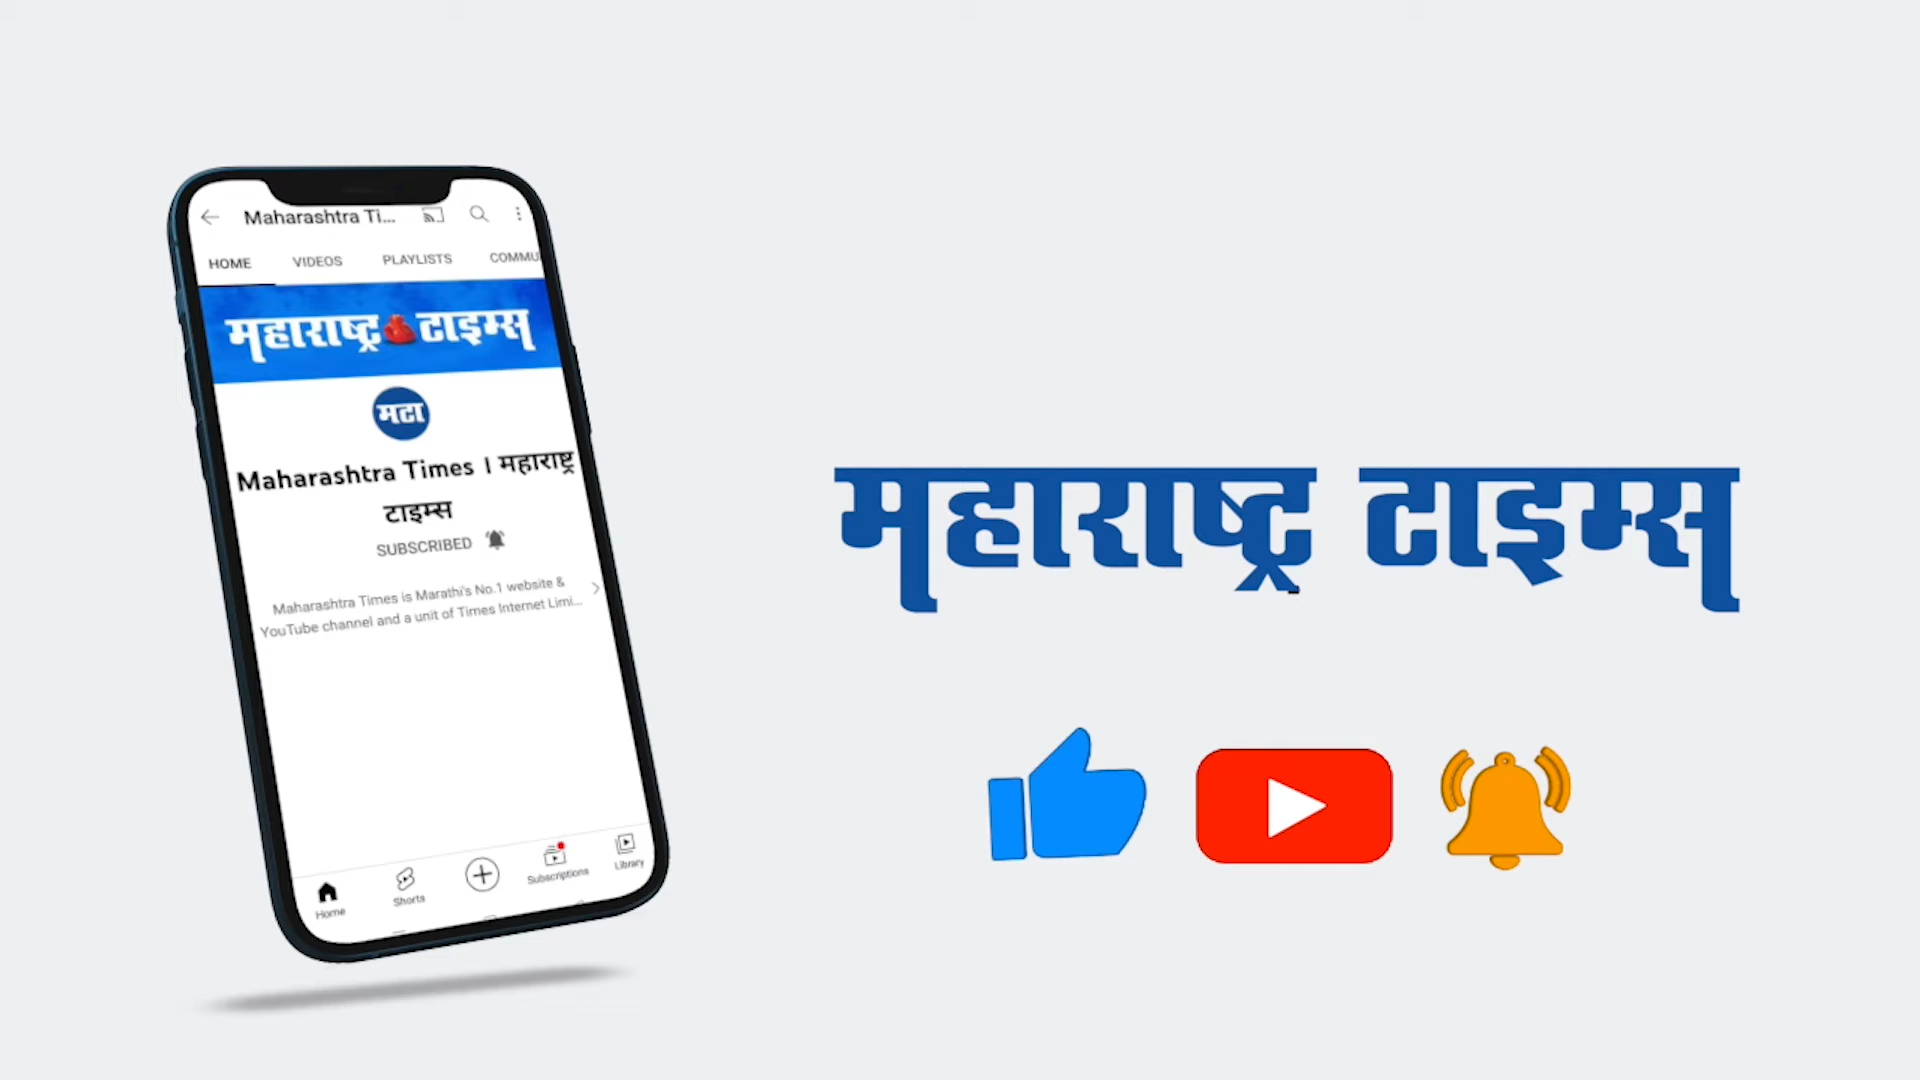 Maharashtra Ti...
HOME VIDEOS PLAYLISTS COMMU
महाराष्ट्र टाइम्स
मटा
Maharashtra Times । महाराष्ट्र
टाइम्स
SUBSCRIBED
Maharashtra Times is Marathi's No.1 website &
YouTube channel and a unit of Times Internet Limi...
Home Shorts Subscriptions Library
महाराष्ट्र टाइम्स